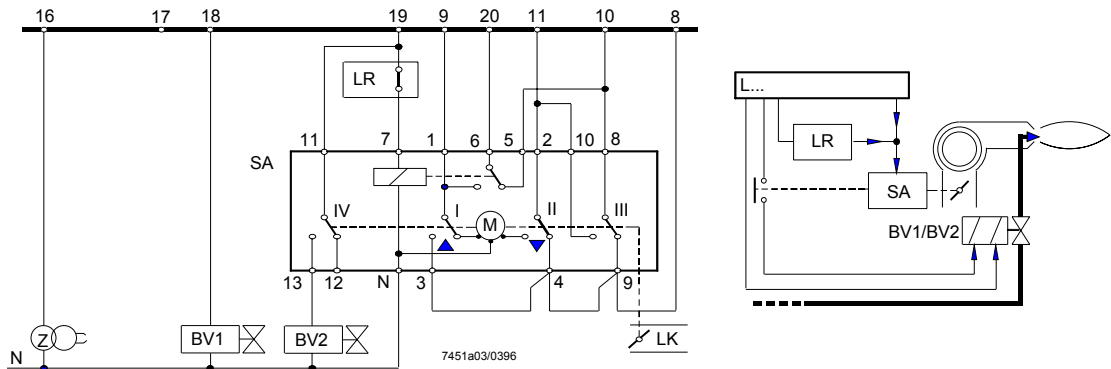 16 17 18 19 9 20 11 10 8
LR
11 7 1 6 5 2 10 8
SA
IV I M II III
13 12 N 3 4 9
Z BV1 BV2 LK
N
7451a03/0396
L...
LR
SA
BV1/BV2